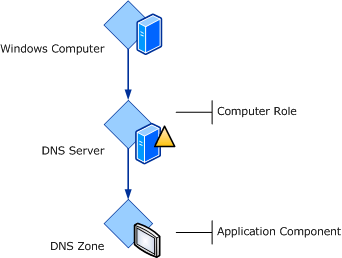 Windows Computer
Computer Role
DNS Server
Application Component
DNS Zone